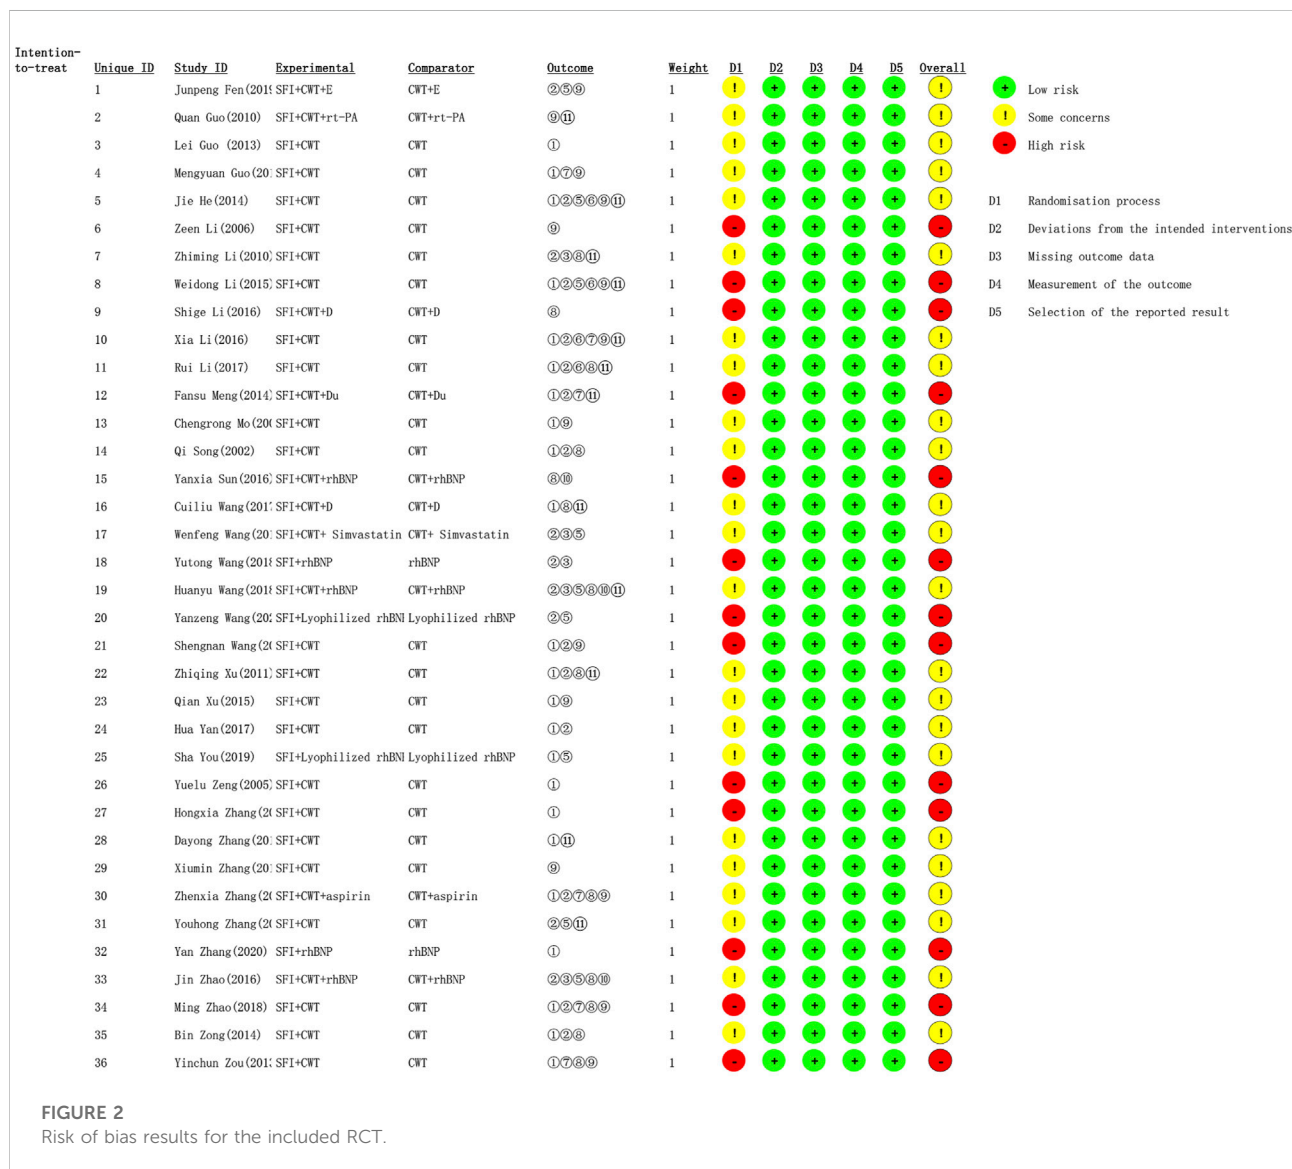 Intention-
to-treat Unique ID Study ID Experimental Comparator Outcome Weight D1 D2 D3 D4 D5 Overall
1 Junpeng Fen(2019 SFI+CWT+E CWT+E ②⑤⑨ 1 ! + + + + !
2 Quan Guo(2010) SFI+CWT+rt-PA CWT+rt-PA ⑨⑪ 1 ! + + + + !
3 Lei Guo (2013) SFI+CWT CWT ① 1 ! + + + + !
4 Mengyuan Guo(20 SFI+CWT CWT ①⑦⑨ 1 ! + + + + !
5 Jie He(2014) SFI+CWT CWT ①②⑤⑥⑨⑪ 1 ! + + + + !
6 Zeen Li(2006) SFI+CWT CWT ⑨ 1 - + + + + -
7 Zhiming Li(2010) SFI+CWT CWT ②③⑧⑪ 1 ! + + + + !
8 Weidong Li(2015) SFI+CWT CWT ①②⑤⑥⑨⑪ 1 - + + + + -
9 Shige Li(2016) SFI+CWT+D CWT+D ⑧ 1 - + + + + -
10 Xia Li(2016) SFI+CWT CWT ①②⑥⑦⑨⑪ 1 ! + + + + !
11 Rui Li(2017) SFI+CWT CWT ①②⑥⑧⑪ 1 ! + + + + !
12 Fansu Meng(2014) SFI+CWT+Du CWT+Du ①②⑦⑪ 1 - + + + + -
13 Chengrong Mo(200 SFI+CWT CWT ①⑨ 1 ! + + + + !
14 Qi Song(2002) SFI+CWT CWT ①②⑧ 1 ! + + + + !
15 Yanxia Sun(2016) SFI+CWT+rhBNP CWT+rhBNP ⑧⑩ 1 - + + + + -
16 Cuiliu Wang(2017 SFI+CWT+D CWT+D ①⑧⑪ 1 ! + + + + !
17 Wenfeng Wang(20 SFI+CWT+ Simvastatin CWT+ Simvastatin ②③⑤ 1 ! + + + + !
18 Yutong Wang(2018 SFI+rhBNP rhBNP ②③ 1 - + + + + -
19 Huanyu Wang(2018 SFI+CWT+rhBNP CWT+rhBNP ②③⑤⑧⑩⑪ 1 ! + + + + !
20 Yanzeng Wang(20 SFI+Lyophilized rhBN Lyophilized rhBNP ②⑤ 1 - + + + + -
21 Shengnan Wang(20 SFI+CWT CWT ①②⑨ 1 - + + + + -
22 Zhiqing Xu(2011) SFI+CWT CWT ①②⑧⑪ 1 ! + + + + !
23 Qian Xu(2015) SFI+CWT CWT ①⑨ 1 ! + + + + !
24 Hua Yan(2017) SFI+CWT CWT ①② 1 ! + + + + !
25 Sha You(2019) SFI+Lyophilized rhBN Lyophilized rhBNP ①⑤ 1 ! + + + + !
26 Yuelu Zeng(2005) SFI+CWT CWT ① 1 - + + + + -
27 Hongxia Zhang(20 SFI+CWT CWT ① 1 - + + + + -
28 Dayong Zhang(20 SFI+CWT CWT ①⑪ 1 ! + + + + !
29 Xiumin Zhang(20 SFI+CWT CWT ⑨ 1 ! + + + + !
30 Zhenxia Zhang(20 SFI+CWT+aspirin CWT+aspirin ①②⑦⑧⑨ 1 ! + + + + !
31 Youhong Zhang(20 SFI+CWT CWT ②⑤⑪ 1 ! + + + + !
32 Yan Zhang(2020) SFI+rhBNP rhBNP ① 1 - + + + + -
33 Jin Zhao(2016) SFI+CWT+rhBNP CWT+rhBNP ②③⑤⑧⑩ 1 ! + + + + !
34 Ming Zhao(2018) SFI+CWT CWT ①②⑦⑧⑨ 1 - + + + + -
35 Bin Zong(2014) SFI+CWT CWT ①②⑧ 1 ! + + + + !
36 Yinchun Zou(201 SFI+CWT CWT ①⑦⑧⑨ 1 - + + + + -
+ Low risk
! Some concerns
- High risk
D1 Randomisation process
D2 Deviations from the intended interventions
D3 Missing outcome data
D4 Measurement of the outcome
D5 Selection of the reported result
FIGURE 2
Risk of bias results for the included RCT.